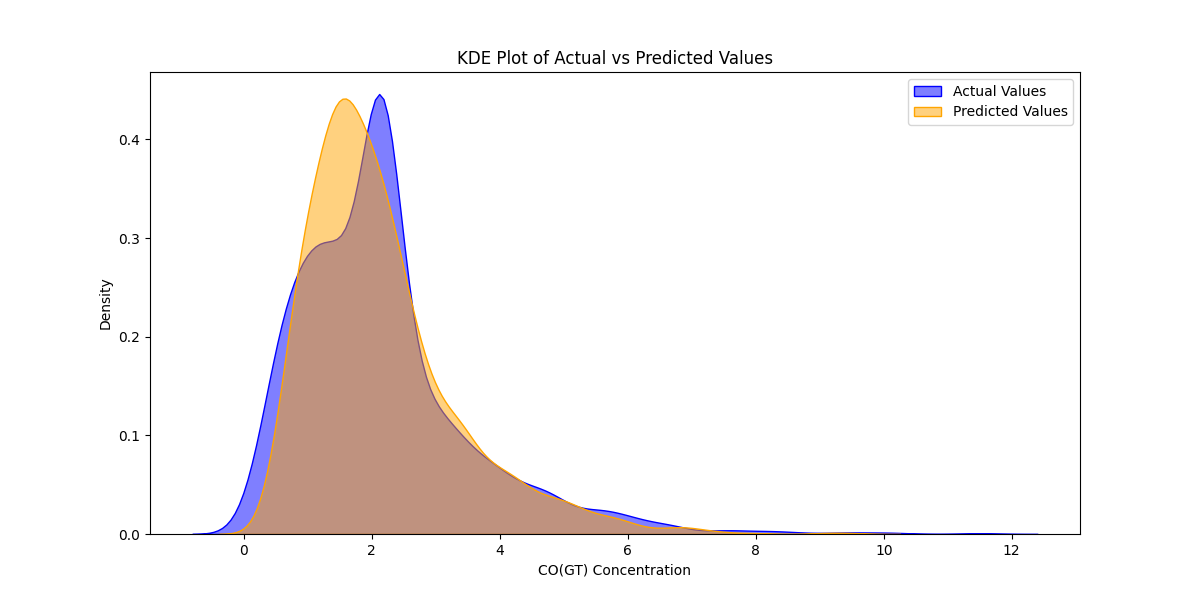 KDE Plot of Actual vs Predicted Values
Actual Values
Predicted Values
Density
0.4
0.3
0.2
0.1
0.0
0 2 4 6 8 10 12
CO(GT) Concentration